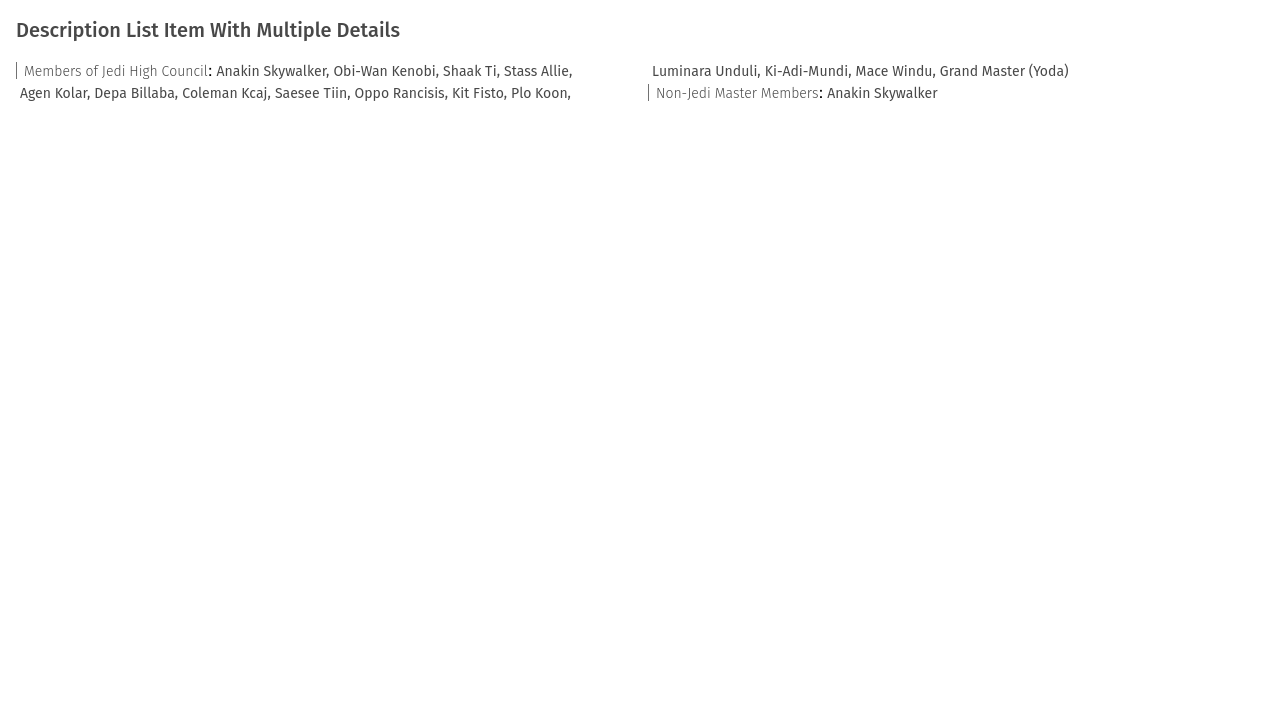 Description List Item With Multiple Details
Members of Jedi High Council: Anakin Skywalker, Obi-Wan Kenobi, Shaak Ti, Stass Allie,
Agen Kolar, Depa Billaba, Coleman Kcaj, Saesee Tiin, Oppo Rancisis, Kit Fisto, Plo Koon,
Luminara Unduli, Ki-Adi-Mundi, Mace Windu, Grand Master (Yoda)
Non-Jedi Master Members: Anakin Skywalker